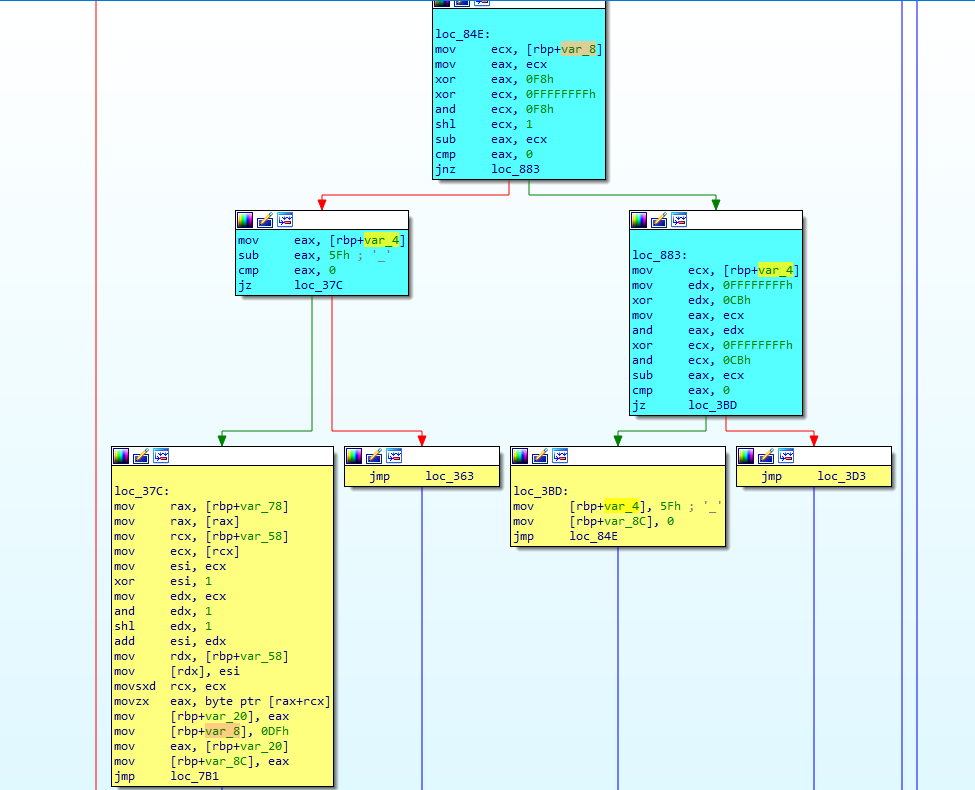 loc_84E:
mov ecx, [rbp+var_8]
mov eax, ecx
xor eax, 0F8h
xor ecx, 0FFFFFFFFh
and ecx, 0F8h
shl ecx, 1
sub eax, ecx
cmp eax, 0
jnz loc_883
mov eax, [rbp+var_4]
sub eax, 5Fh ; '_'
cmp eax, 0
jz loc_37C
loc_883:
mov ecx, [rbp+var_4]
mov edx, 0FFFFFFFFh
xor edx, 0CBh
mov eax, ecx
and eax, edx
xor ecx, 0FFFFFFFFh
and ecx, 0CBh
sub eax, ecx
cmp eax, 0
jz loc_3BD
loc_37C:
mov rax, [rbp+var_78]
mov rax, [rax]
mov rcx, [rbp+var_58]
mov ecx, [rcx]
mov esi, ecx
xor esi, 1
mov edx, ecx
and edx, 1
shl edx, 1
add esi, edx
mov rdx, [rbp+var_58]
mov [rdx], esi
movsxd rcx, ecx
movzx eax, byte ptr [rax+rcx]
mov [rbp+var_20], eax
mov [rbp+var_8], 0DFh
mov eax, [rbp+var_20]
mov [rbp+var_8C], eax
jmp loc_7B1
jmp loc_363
loc_3BD:
mov [rbp+var_4], 5Fh ; '_'
mov [rbp+var_8C], 0
jmp loc_84E
jmp loc_3D3